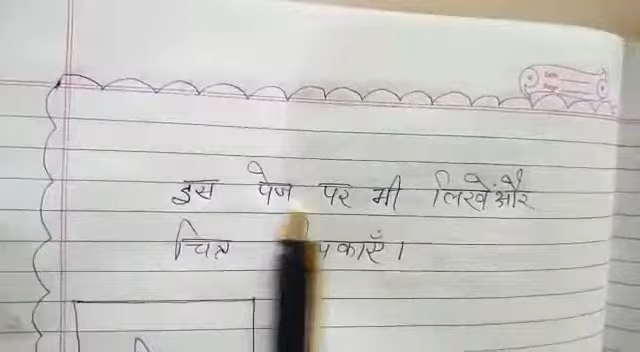 इस पेज पर भी लिखें और
चित्र